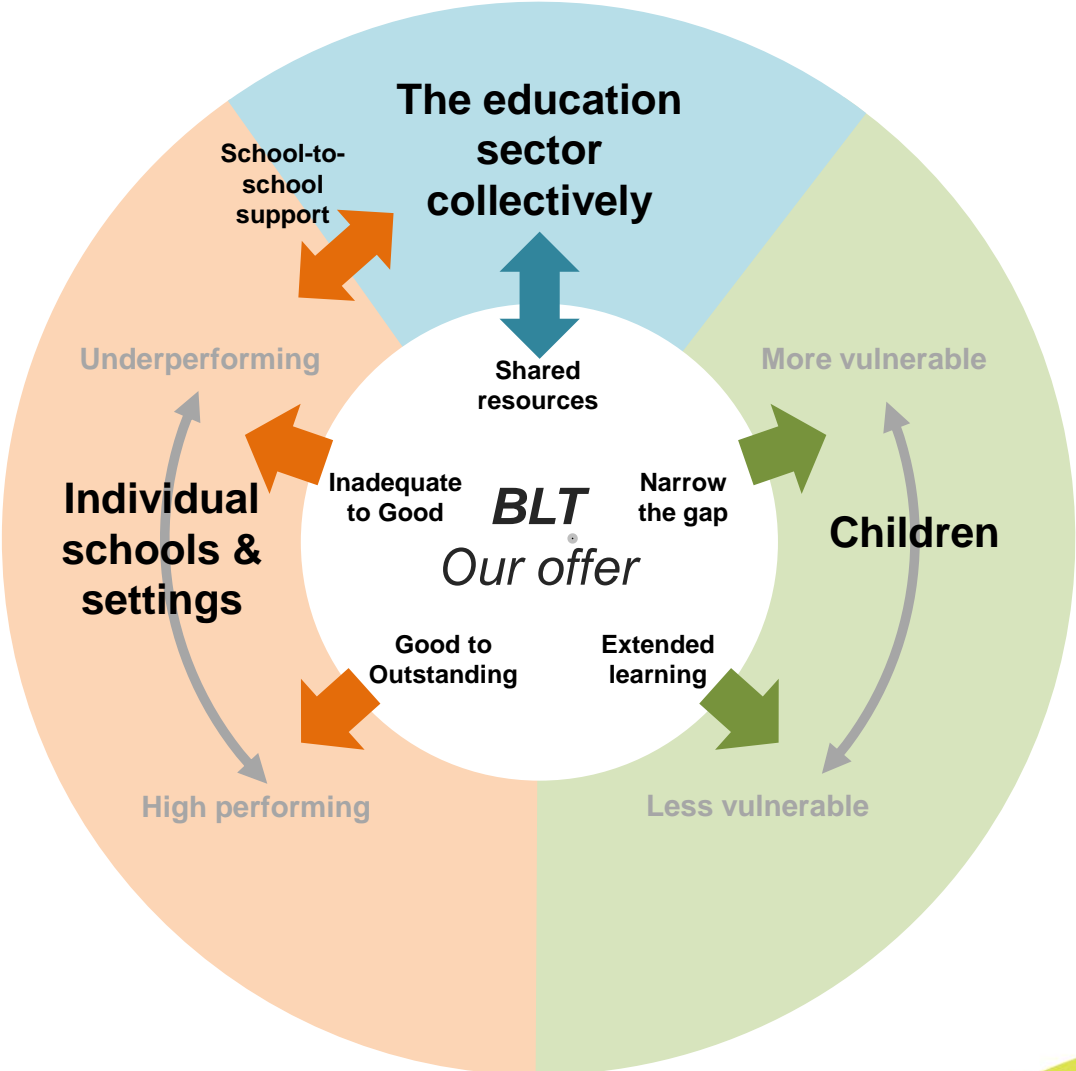 The education
sector
collectively
School-to-
school
support
Underperforming
More vulnerable
Shared
resources
Individual
schools &
settings
Inadequate
to Good
BLT
Our offer
Narrow
the gap
Children
Good to
Outstanding
Extended
learning
High performing
Less vulnerable